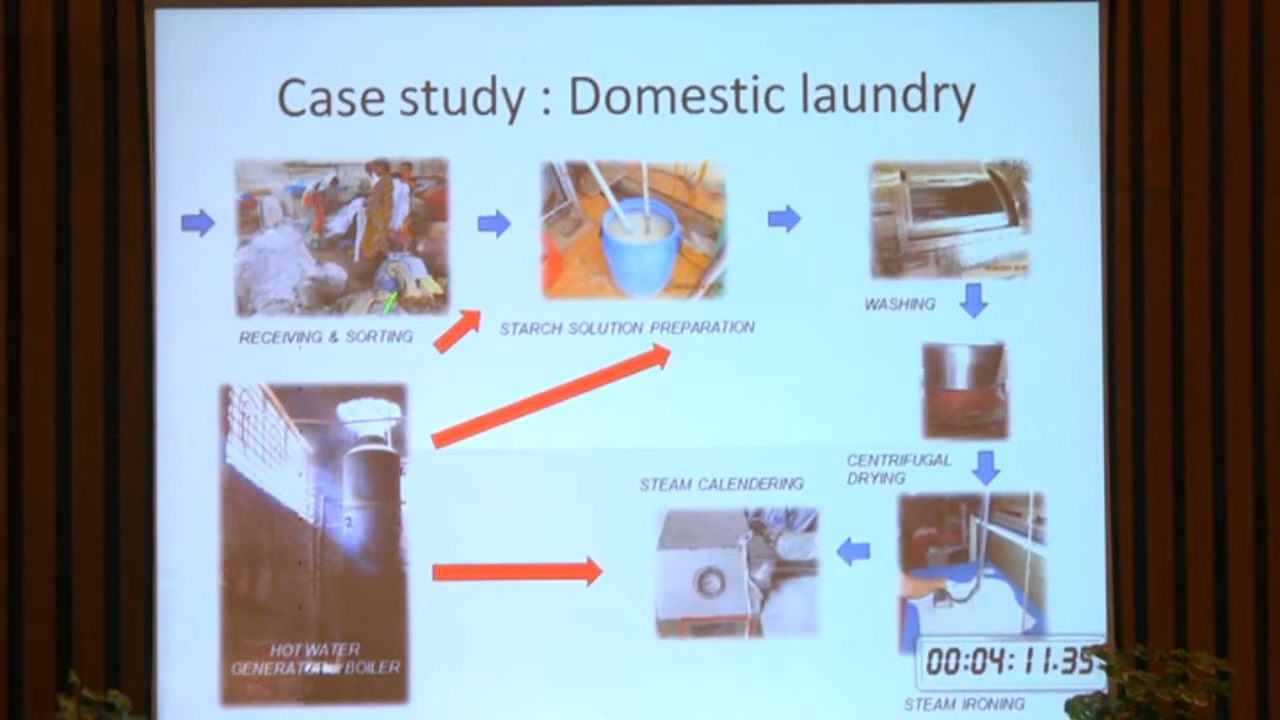 Case study : Domestic laundry
RECEIVING & SORTING
STARCH SOLUTION PREPARATION
WASHING
CENTRIFUGAL
DRYING
STEAM CALENDERING
HOT WATER
BOILER
00:04:11.35
STEAM IRONING